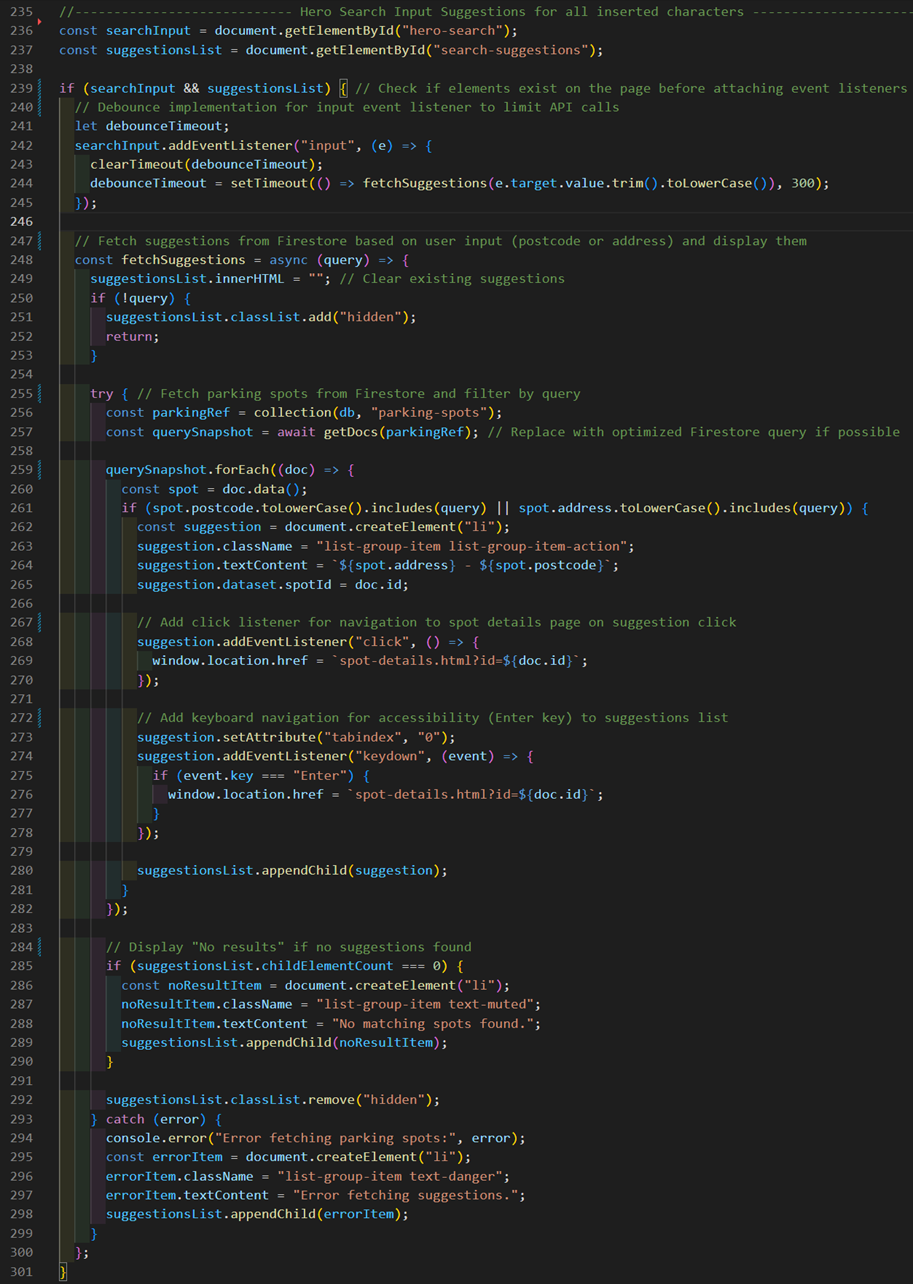 235 //---------------------------- Hero Search Input Suggestions for all inserted characters ---------------------
236 const searchInput = document.getElementById("hero-search");
237 const suggestionsList = document.getElementById("search-suggestions");
238
239 if (searchInput && suggestionsList) { // Check if elements exist on the page before attaching event listeners
240   // Debounce implementation for input event listener to limit API calls
241   let debounceTimeout;
242   searchInput.addEventListener("input", (e) => {
243     clearTimeout(debounceTimeout);
244     debounceTimeout = setTimeout(() => fetchSuggestions(e.target.value.trim().toLowerCase()), 300);
245   });
246
247   // Fetch suggestions from Firestore based on user input (postcode or address) and display them
248   const fetchSuggestions = async (query) => {
249     suggestionsList.innerHTML = ""; // Clear existing suggestions
250     if (!query) {
251       suggestionsList.classList.add("hidden");
252       return;
253     }
254
255     try { // Fetch parking spots from Firestore and filter by query
256       const parkingRef = collection(db, "parking-spots");
257       const querySnapshot = await getDocs(parkingRef); // Replace with optimized Firestore query if possible
258
259       querySnapshot.forEach((doc) => {
260         const spot = doc.data();
261         if (spot.postcode.toLowerCase().includes(query) || spot.address.toLowerCase().includes(query)) {
262           const suggestion = document.createElement("li");
263           suggestion.className = "list-group-item list-group-item-action";
264           suggestion.textContent = `${spot.address} - ${spot.postcode}`;
265           suggestion.dataset.spotId = doc.id;
266
267           // Add click listener for navigation to spot details page on suggestion click
268           suggestion.addEventListener("click", () => {
269             window.location.href = `spot-details.html?id=${doc.id}`;
270           });
271
272           // Add keyboard navigation for accessibility (Enter key) to suggestions list
273           suggestion.setAttribute("tabindex", "0");
274           suggestion.addEventListener("keydown", (event) => {
275             if (event.key === "Enter") {
276               window.location.href = `spot-details.html?id=${doc.id}`;
277             }
278           });
279
280           suggestionsList.appendChild(suggestion);
281         }
282       });
283
284       // Display "No results" if no suggestions found
285       if (suggestionsList.childElementCount === 0) {
286         const noResultItem = document.createElement("li");
287         noResultItem.className = "list-group-item text-muted";
288         noResultItem.textContent = "No matching spots found.";
289         suggestionsList.appendChild(noResultItem);
290       }
291
292       suggestionsList.classList.remove("hidden");
293     } catch (error) {
294       console.error("Error fetching parking spots:", error);
295       const errorItem = document.createElement("li");
296       errorItem.className = "list-group-item text-danger";
297       errorItem.textContent = "Error fetching suggestions.";
298       suggestionsList.appendChild(errorItem);
299     }
300   };
301 }